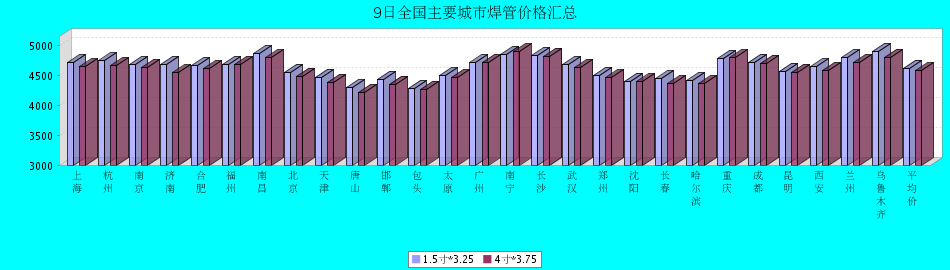 9日全国主要城市焊管价格汇总
5000
4500
4000
3500
3000
上海 杭州 南京 济南 合肥 福州 南昌 北京 天津 唐山 邯郸 包头 太原 广州 南宁 长沙 武汉 郑州 沈阳 长春 哈尔滨 重庆 成都 昆明 西安 兰州 乌鲁木齐 平均价
1.5寸*3.25 4寸*3.75